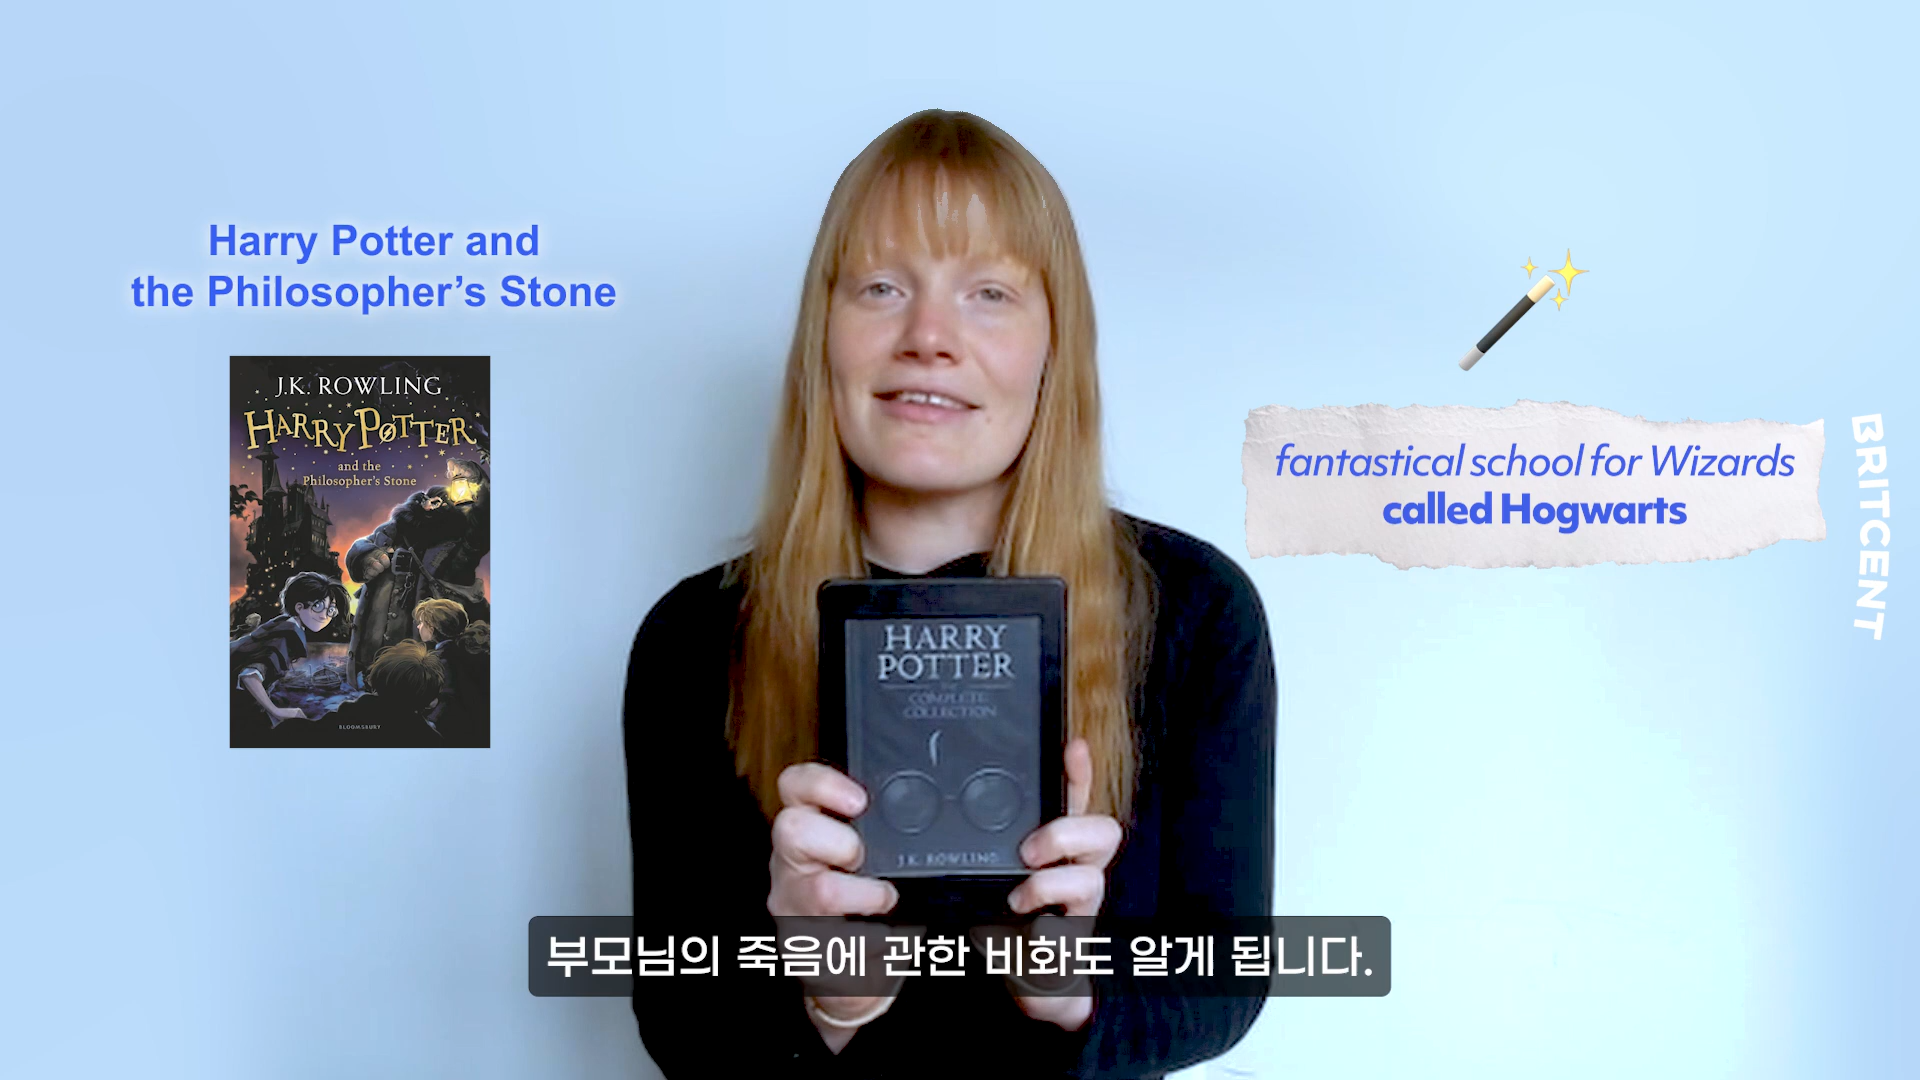 Harry Potter and
the Philosopher’s Stone
J.K. ROWLING
HARRY POTTER
and the
Philosopher's Stone
BLOOMSBURY
fantastical school for Wizards
called Hogwarts
BRITCENT
HARRY
POTTER
COMPLETE
COLLECTION
J.K. ROWLING
부모님의 죽음에 관한 비화도 알게 됩니다.